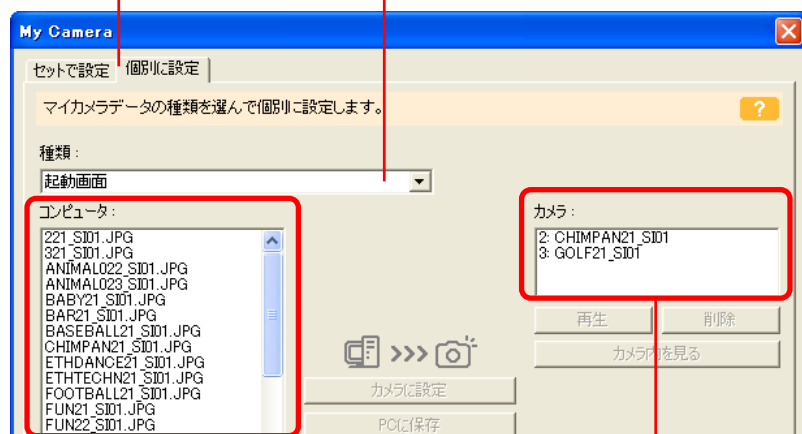 My Camera
セットで設定
個別に設定
マイカメラデータの種類を選んで個別に設定します。
?
種類：
起動画面
コンピュータ：
221_SI01.JPG
321_SI01.JPG
ANIMAL022_SI01.JPG
ANIMAL023_SI01.JPG
BABY21_SI01.JPG
BAR21_SI01.JPG
BASEBALL21_SI01.JPG
CHIMPAN21_SI01.JPG
ETHDANCE21_SI01.JPG
ETHTECHN21_SI01.JPG
FOOTBALL21_SI01.JPG
FUN21_SI01.JPG
FUN22_SI01.JPG
>>>
カメラに設定
PCに保存
カメラ：
2: CHIMPAN21_SI01
3: GOLF21_SI01
再生
削除
カメラ内を見る